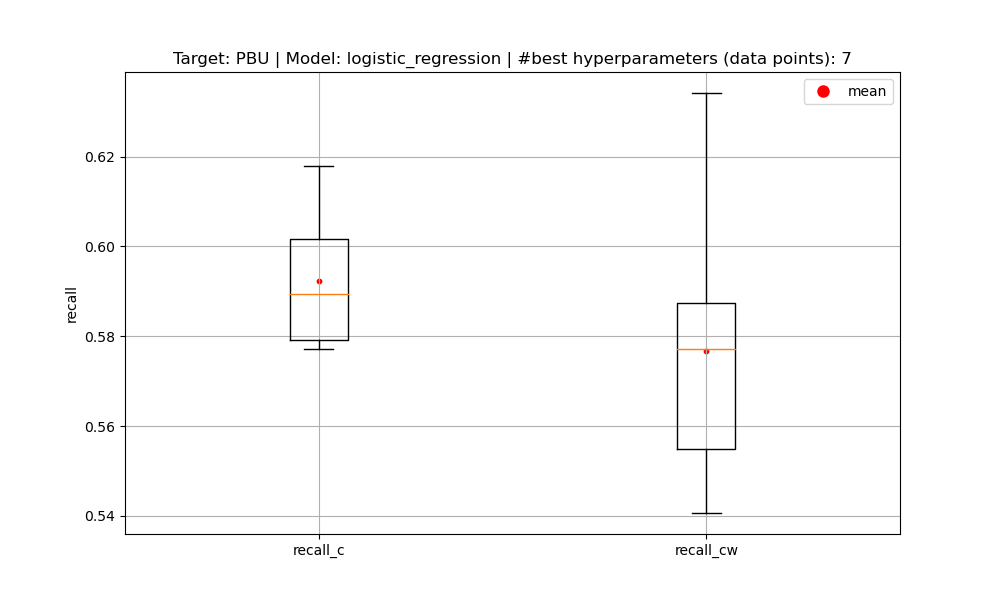 Target: PBU | Model: logistic_regression | #best hyperparameters (data points): 7
mean
recall
0.62
0.60
0.58
0.56
0.54
recall_c
recall_cw